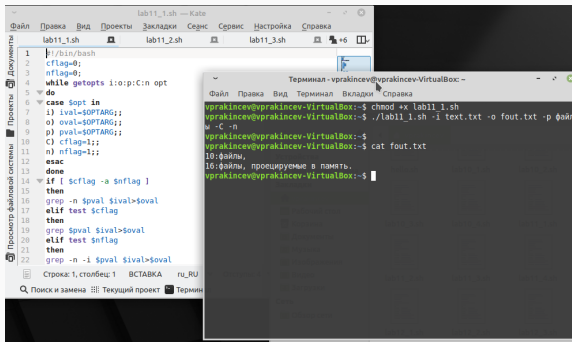 lab11_1.sh — Kate
Файл Правка Вид Проекты Закладки Сеанс Сервис Настройка Справка
lab11_1.sh lab11_2.sh lab11_3.sh +6
Документы
Проекты
Просмотр файловой системы
1 #!/bin/bash
2 cflag=0;
3 nflag=0;
4 while getopts i:o:p:C:n opt
5 do
6 case $opt in
7 i) ival=$OPTARG;;
8 o) oval=$OPTARG;;
9 p) pval=$OPTARG;;
10 C) cflag=1;;
11 n) nflag=1;;
12 esac
13 done
14 if [ $cflag -a $nflag ]
15 then
16 grep -n $pval $ival>$oval
17 elif test $cflag
18 then
19 grep $pval $ival>$oval
20 elif test $nflag
21 then
22 grep -n -i $pval $ival>$oval
Строка: 1, столбец: 1 ВСТАВКА ru_RU
Поиск и замена Текущий проект Термин
Терминал - vprakincev@vprakincev-VirtualBox: ~
Файл Правка Вид Терминал Вкладки Справка
vprakincev@vprakincev-VirtualBox:~$ chmod +x lab11_1.sh
vprakincev@vprakincev-VirtualBox:~$ ./lab11_1.sh -i text.txt -o fout.txt -p файл
ы -C -n
vprakincev@vprakincev-VirtualBox:~$
vprakincev@vprakincev-VirtualBox:~$ cat fout.txt
10:файлы,
16:файлы, проецируемые в память.
vprakincev@vprakincev-VirtualBox:~$